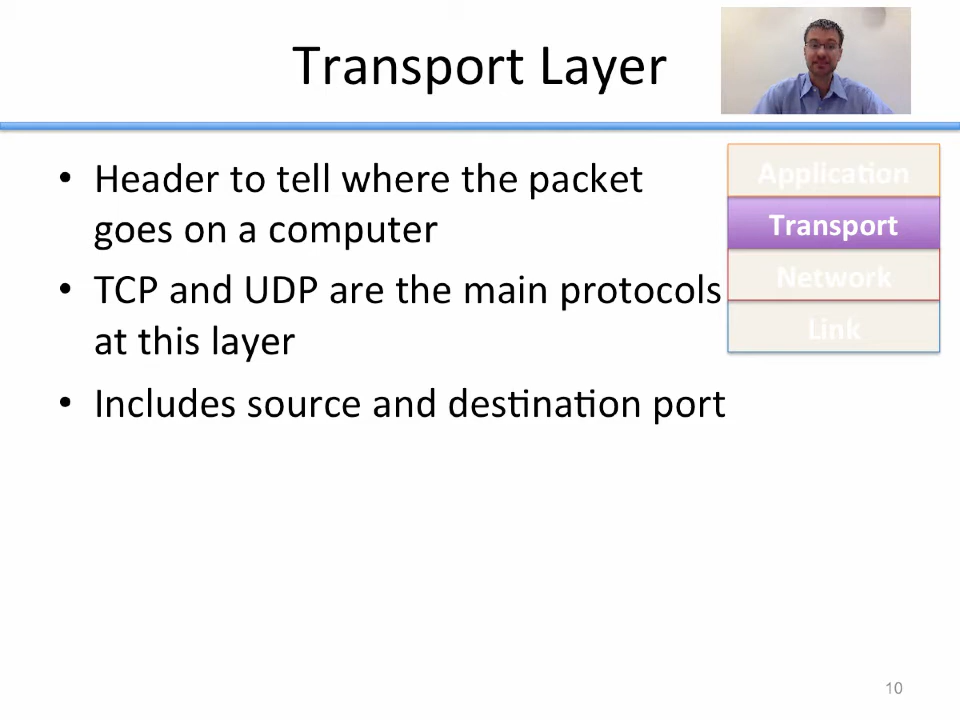 Transport Layer
• Header to tell where the packet
goes on a computer
• TCP and UDP are the main protocols
at this layer
• Includes source and destination port
Application
Transport
Network
Link
10